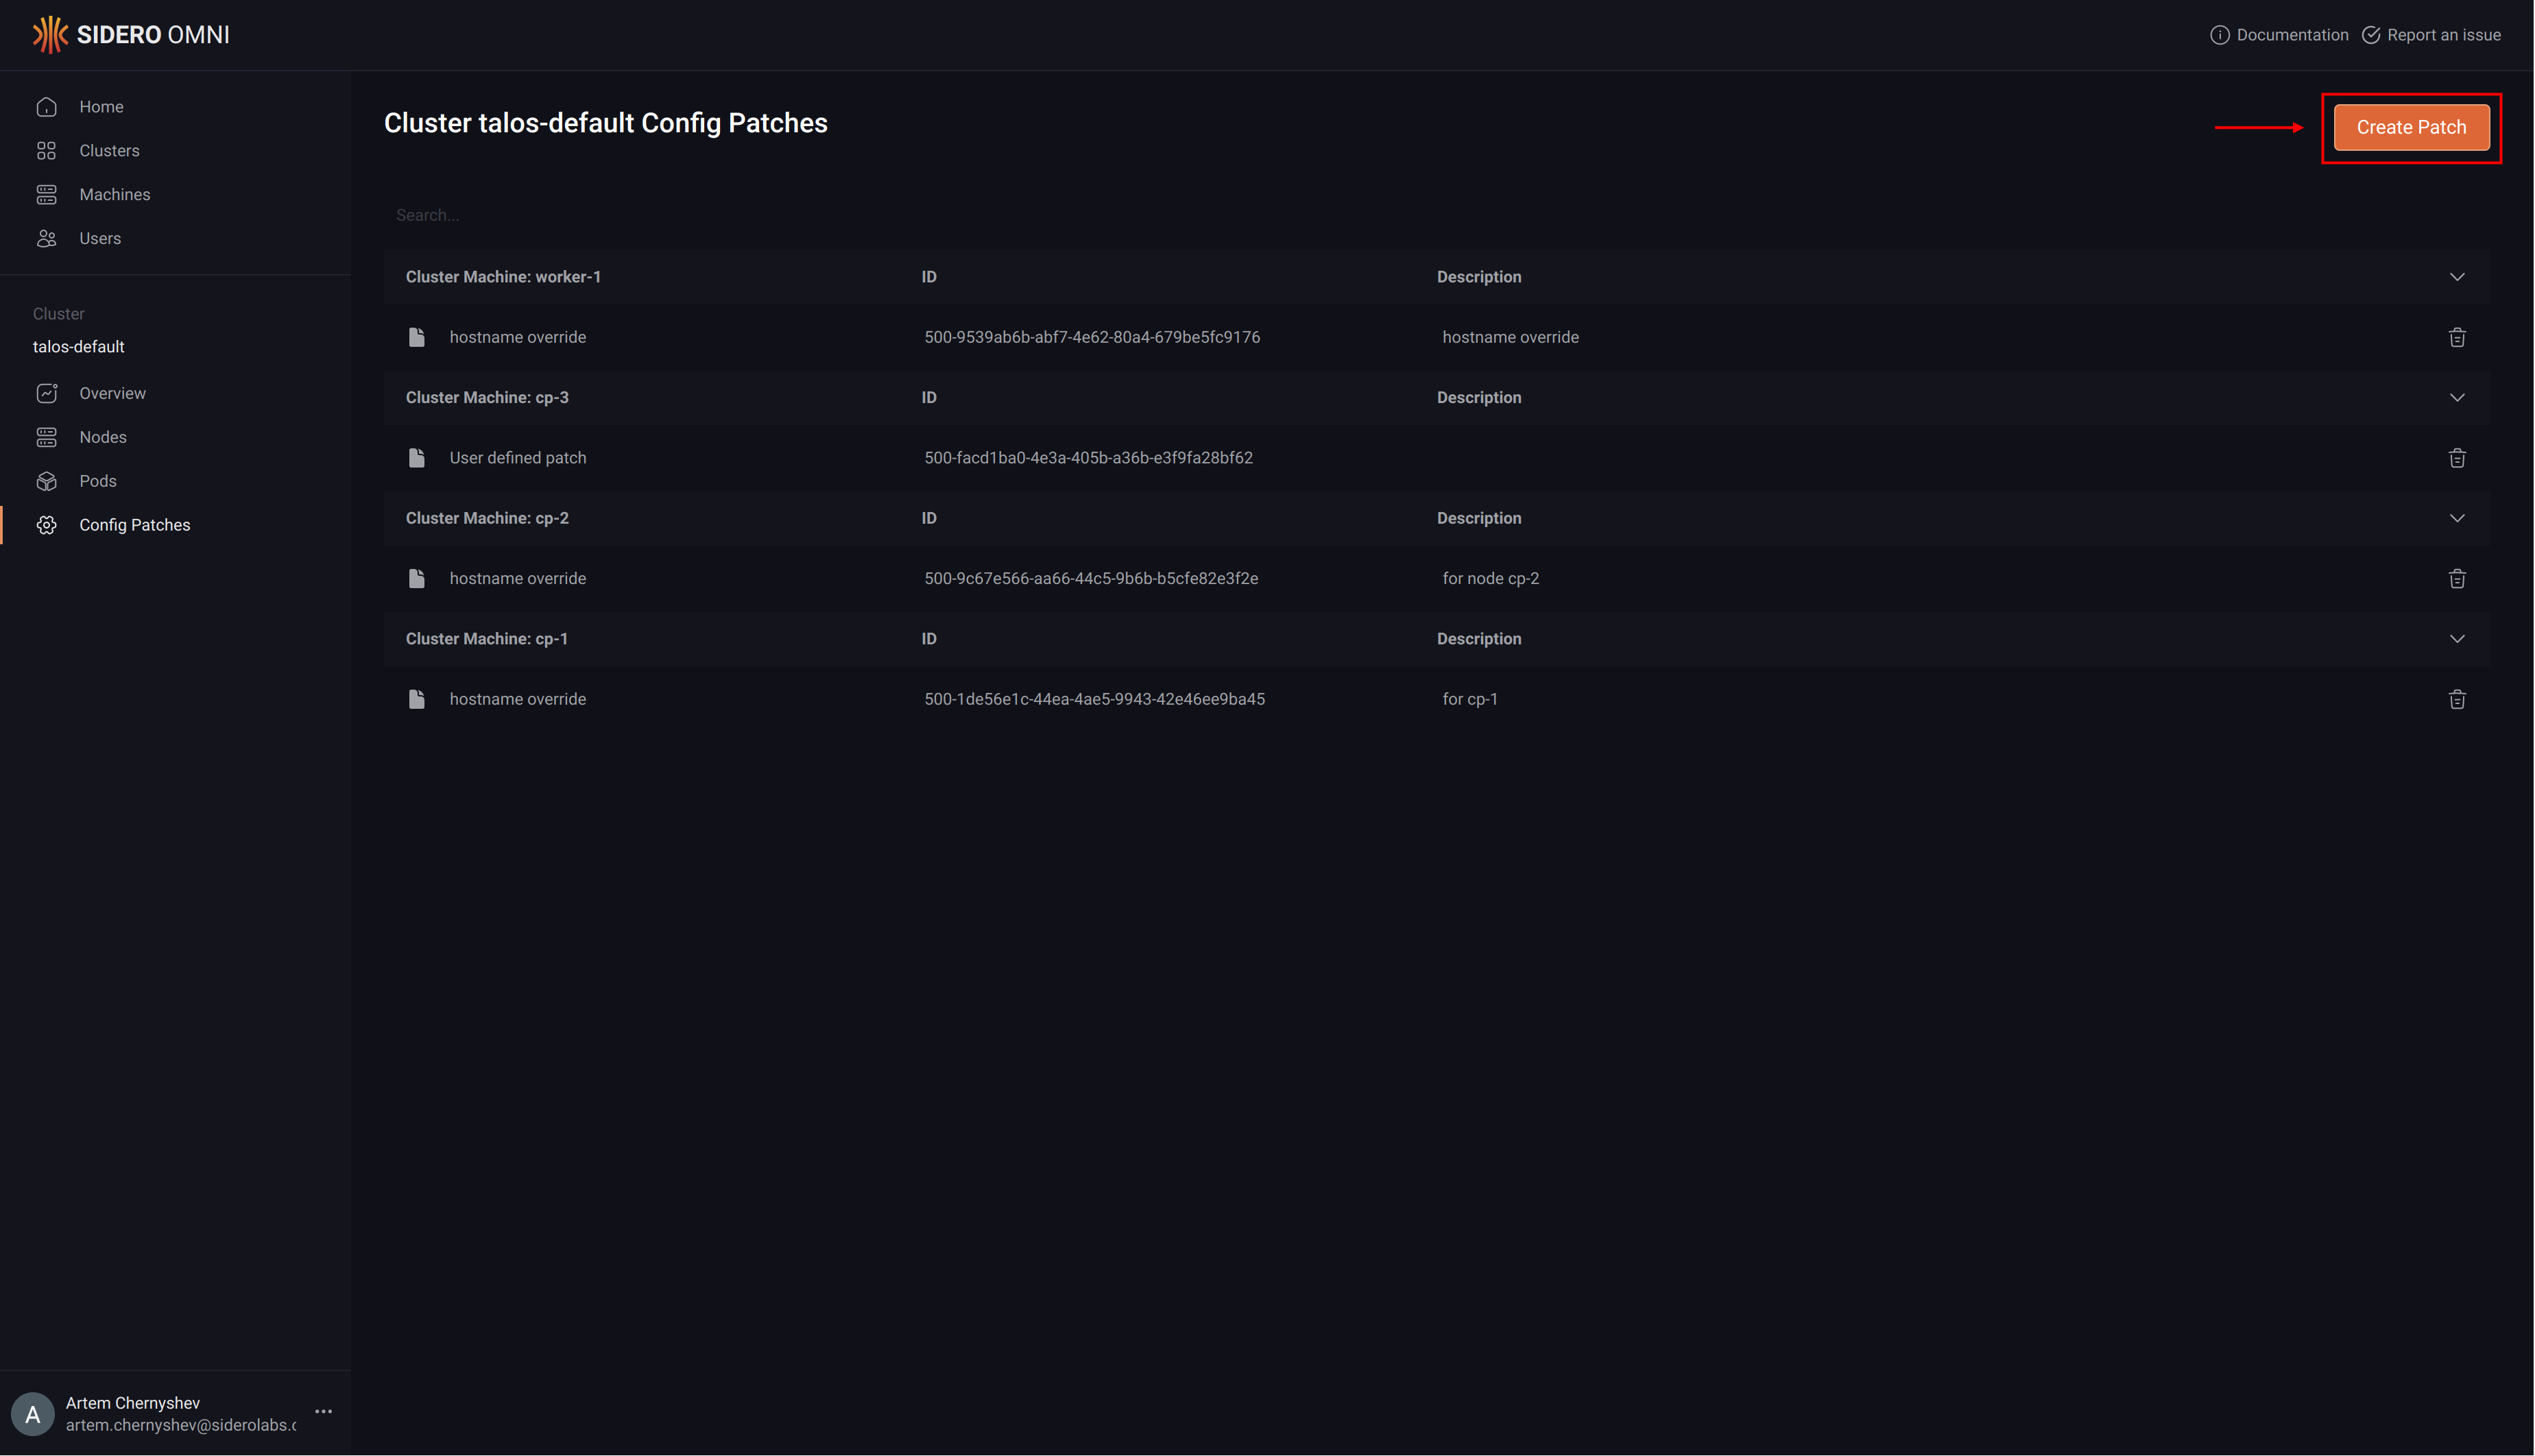 SIDERO OMNI
Documentation
Report an issue
Home
Clusters
Machines
Users
Cluster
talos-default
Overview
Nodes
Pods
Config Patches
Cluster talos-default Config Patches
Create Patch
Search...
Cluster Machine: worker-1 ID Description
hostname override 500-9539ab6b-abf7-4e62-80a4-679be5fc9176 hostname override
Cluster Machine: cp-3 ID Description
User defined patch 500-facd1ba0-4e3a-405b-a36b-e3f9fa28bf62
Cluster Machine: cp-2 ID Description
hostname override 500-9c67e566-aa66-44c5-9b6b-b5cfe82e3f2e for node cp-2
Cluster Machine: cp-1 ID Description
hostname override 500-1de56e1c-44ea-4ae5-9943-42e46ee9ba45 for cp-1
A
Artem Chernyshev
artem.chernyshev@siderolabs.c